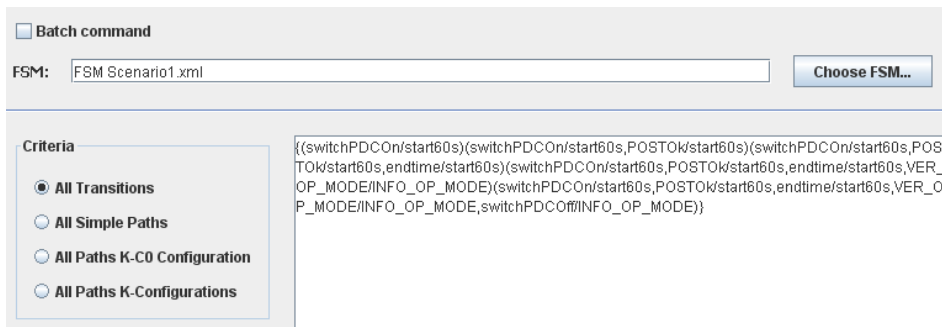 Batch command
FSM: FSM Scenario1.xml Choose FSM...
Criteria
All Transitions
All Simple Paths
All Paths K-C0 Configuration
All Paths K-Configurations
{(switchPDCOn/start60s)(switchPDCOn/start60s,POSTOk/start60s)(switchPDCOn/start60s,POS
TOk/start60s,endtime/start60s)(switchPDCOn/start60s,POSTOk/start60s,endtime/start60s,VER_
OP_MODE/INFO_OP_MODE)(switchPDCOn/start60s,POSTOk/start60s,endtime/start60s,VER_O
P_MODE/INFO_OP_MODE,switchPDCOff/INFO_OP_MODE)}